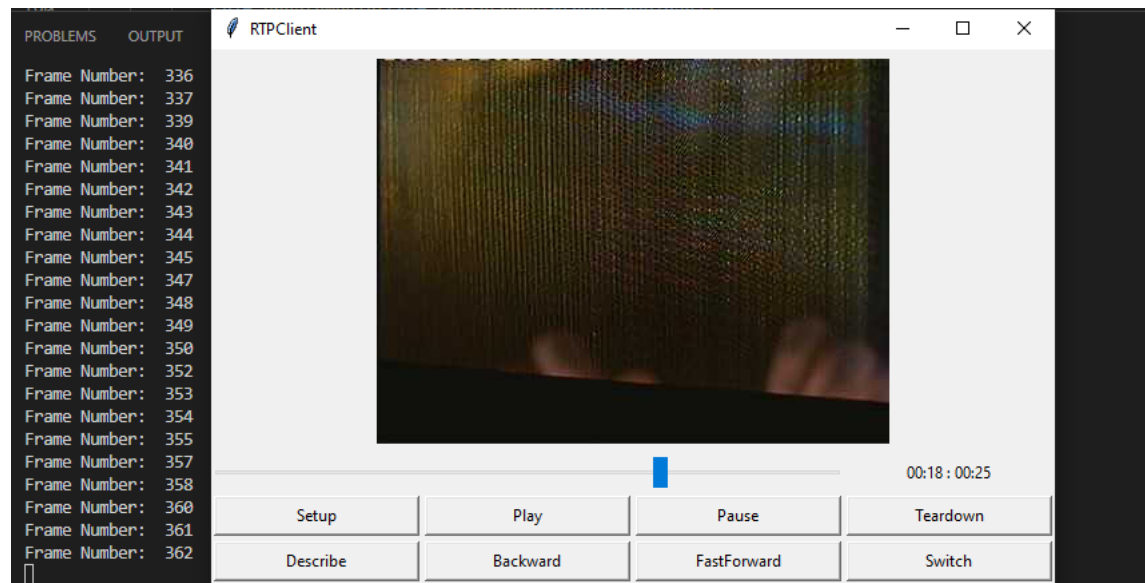 PROBLEMS OUTPUT
Frame Number: 336
Frame Number: 337
Frame Number: 339
Frame Number: 340
Frame Number: 341
Frame Number: 342
Frame Number: 343
Frame Number: 344
Frame Number: 345
Frame Number: 347
Frame Number: 348
Frame Number: 349
Frame Number: 350
Frame Number: 352
Frame Number: 353
Frame Number: 354
Frame Number: 355
Frame Number: 357
Frame Number: 358
Frame Number: 360
Frame Number: 361
Frame Number: 362
RTPClient
00:18 : 00:25
Setup Play Pause Teardown
Describe Backward FastForward Switch